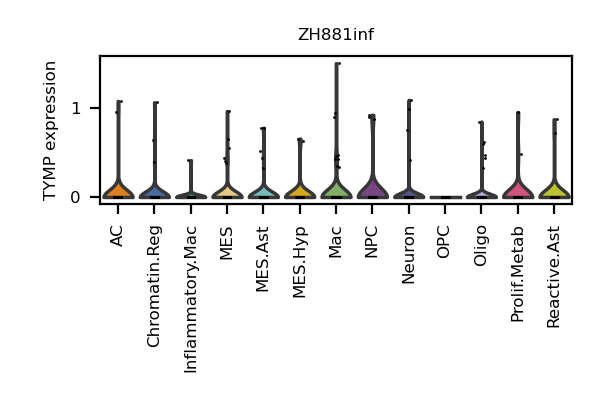 ZH881inf
TYMP expression
1
0
AC
Chromatin.Reg
Inflammatory.Mac
MES
MES.Ast
MES.Hyp
Mac
NPC
Neuron
OPC
Oligo
Prolif.Metab
Reactive.Ast